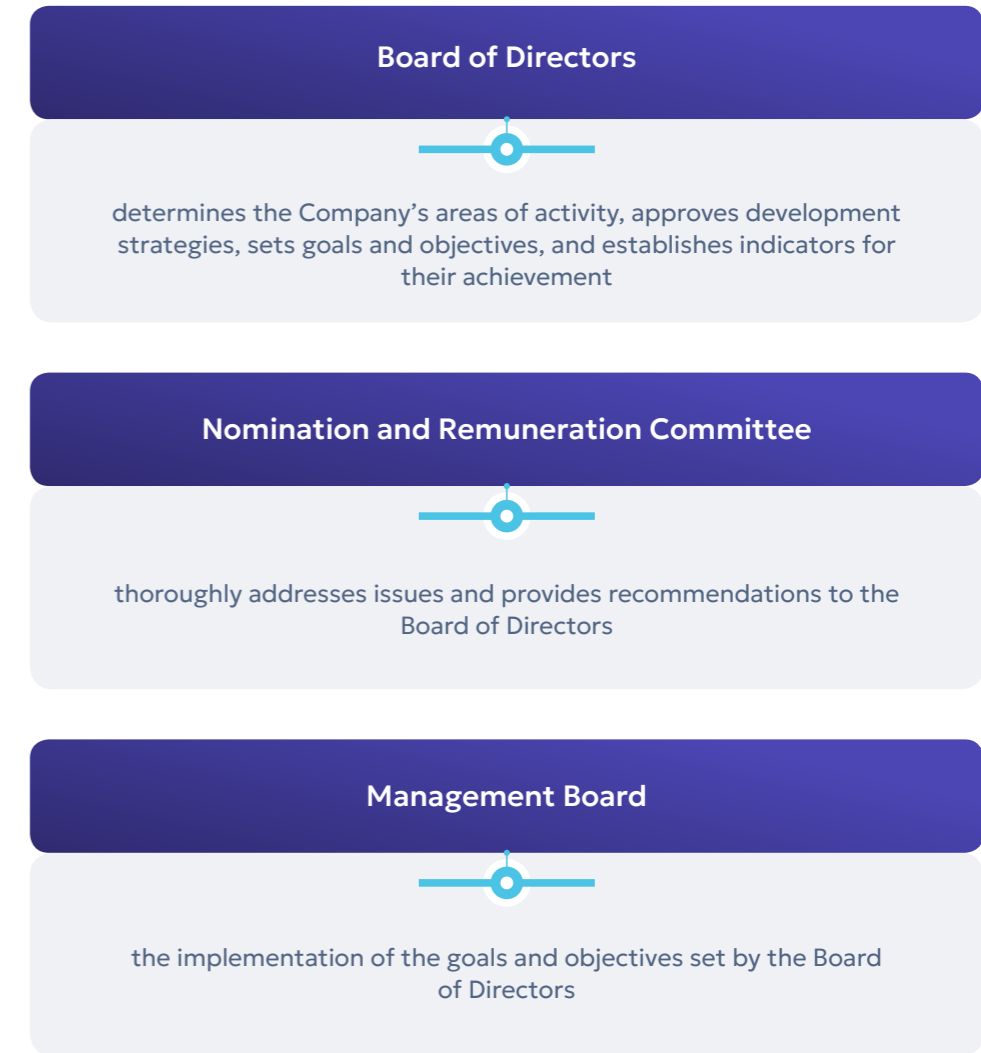 Board of Directors
determines the Company’s areas of activity, approves development
strategies, sets goals and objectives, and establishes indicators for
their achievement
Nomination and Remuneration Committee
thoroughly addresses issues and provides recommendations to the
Board of Directors
Management Board
the implementation of the goals and objectives set by the Board
of Directors